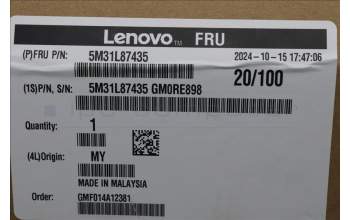 Lenovo™ FRU
(P)FRU P/N: 5M31L87435 2024-10-15 17:47:06
20/100
(1S)P/N, S/N: 5M31L87435 GM0RE898
Quantity: 1
(4L)Origin: MY
MADE IN MALAYSIA
Order: GMF014A12381